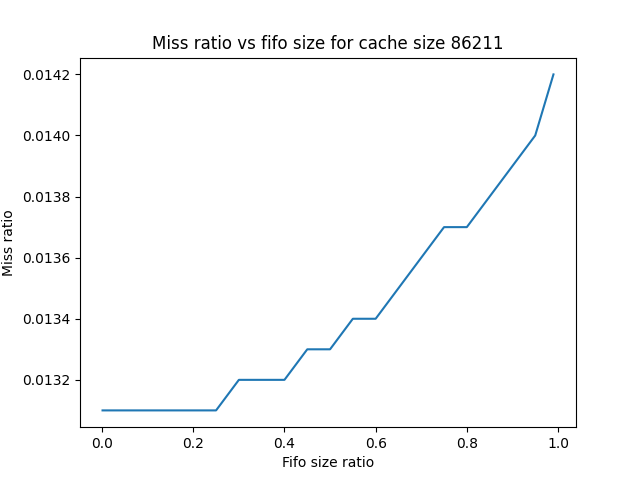 Miss ratio vs fifo size for cache size 86211
0.0142
0.0140
0.0138
0.0136
0.0134
0.0132
Miss ratio
0.0 0.2 0.4 0.6 0.8 1.0
Fifo size ratio